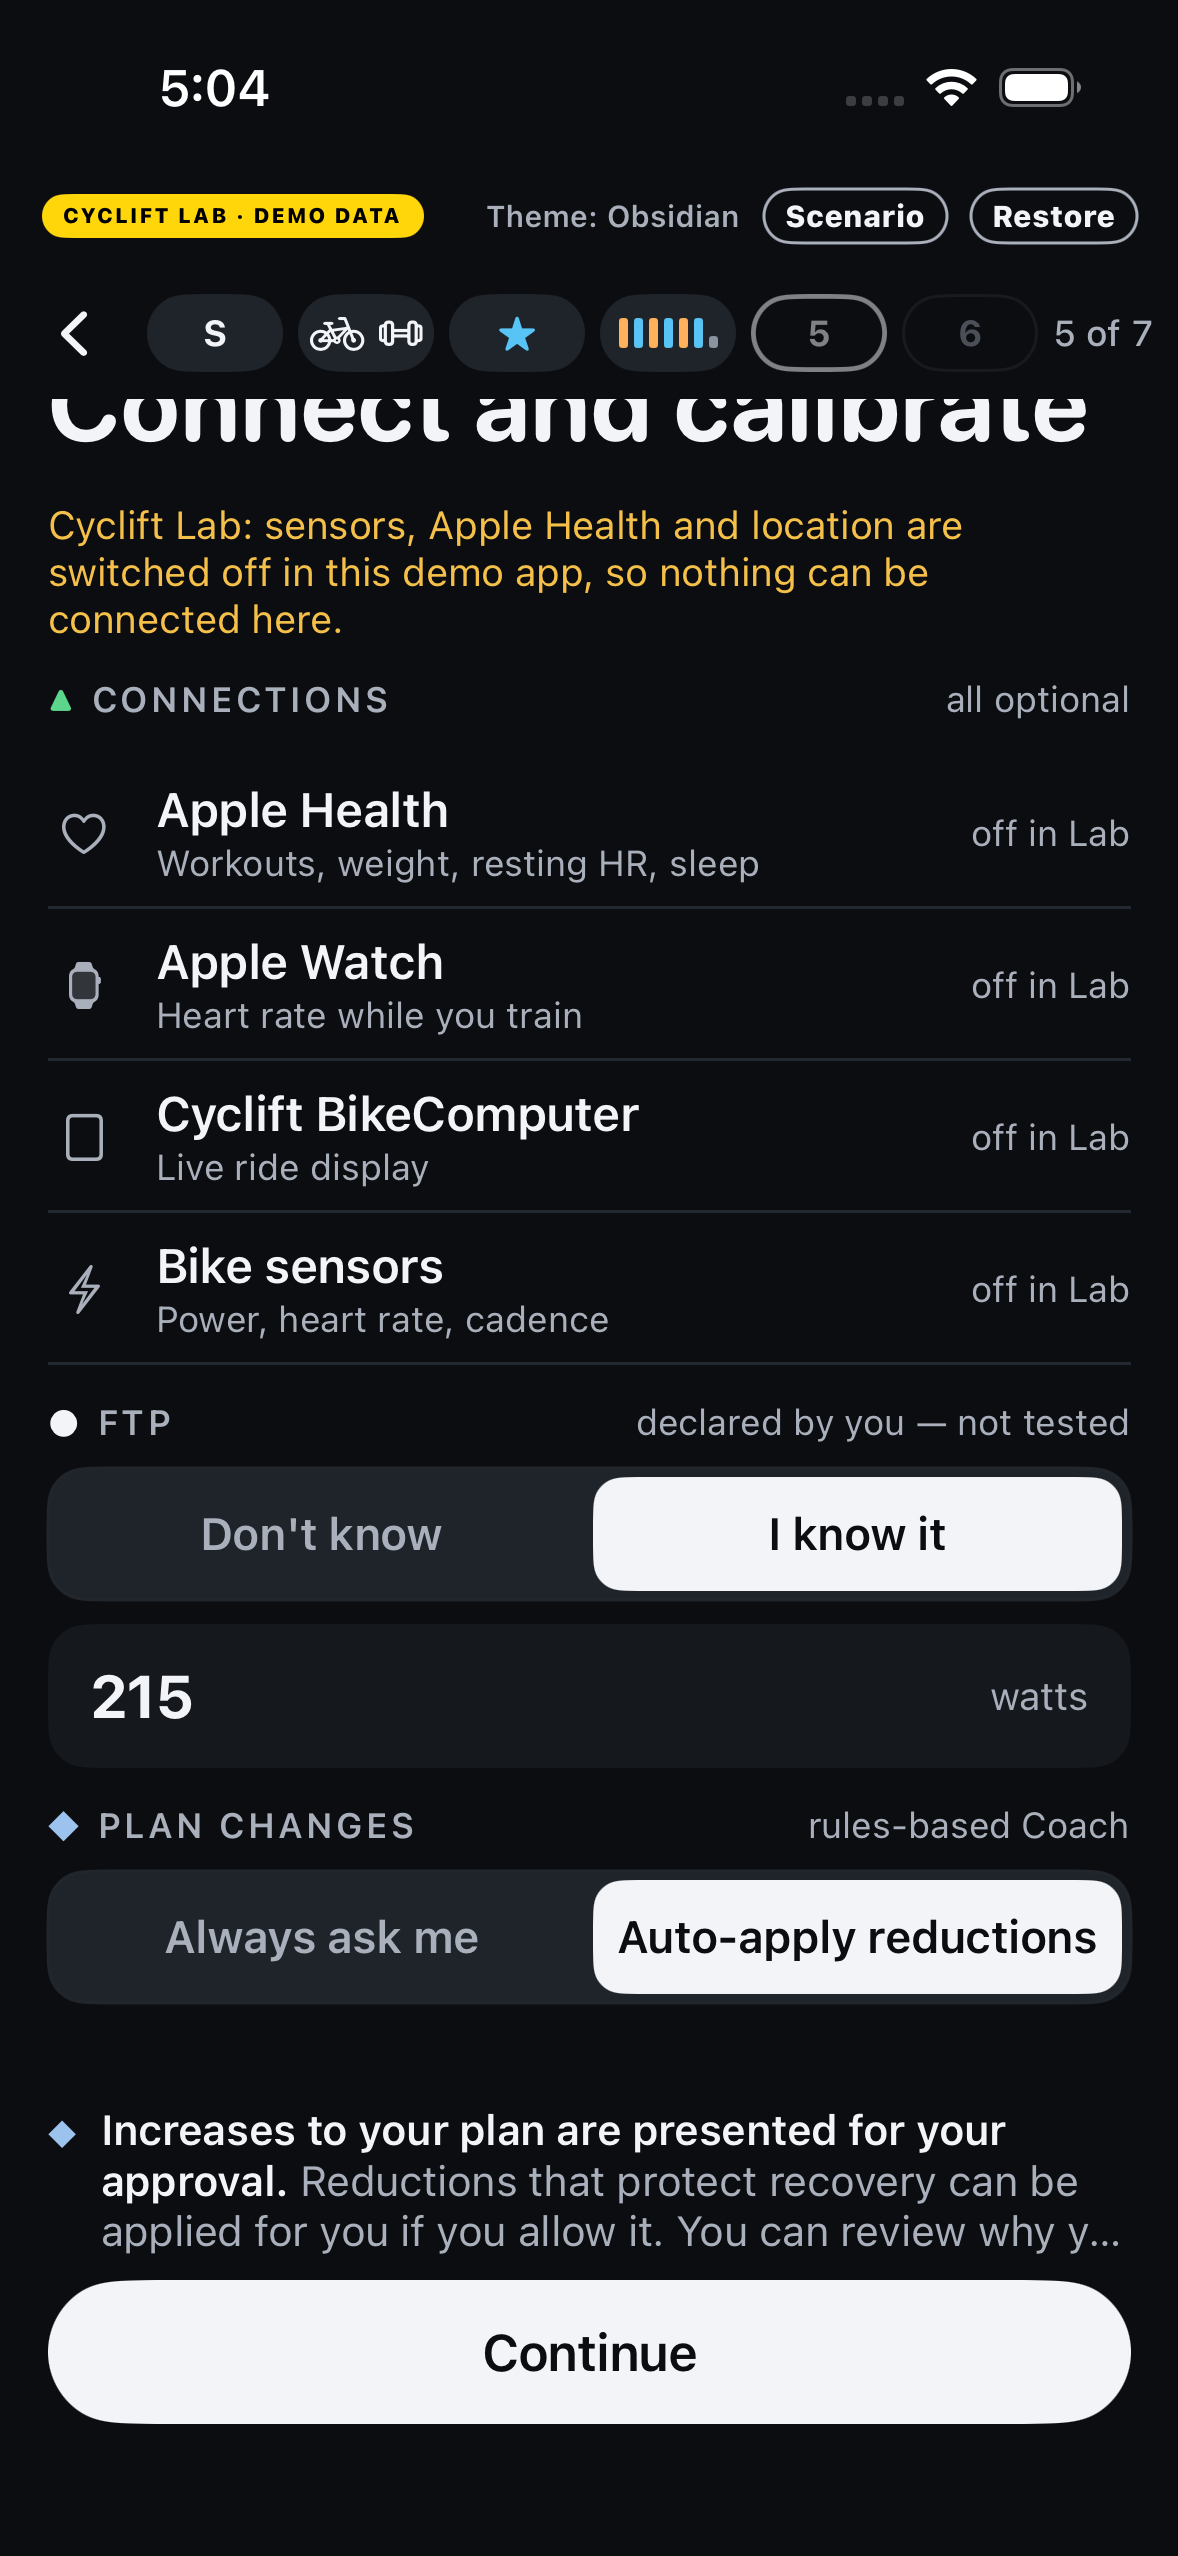 5:04
CYCLIFT LAB · DEMO DATA
Theme: Obsidian
Scenario
Restore
S
5
6
5 of 7
Connect and calibrate
Cyclift Lab: sensors, Apple Health and location are
switched off in this demo app, so nothing can be
connected here.
CONNECTIONS
all optional
Apple Health
Workouts, weight, resting HR, sleep
off in Lab
Apple Watch
Heart rate while you train
off in Lab
Cyclift BikeComputer
Live ride display
off in Lab
Bike sensors
Power, heart rate, cadence
off in Lab
FTP
declared by you — not tested
Don't know
I know it
215
watts
PLAN CHANGES
rules-based Coach
Always ask me
Auto-apply reductions
Increases to your plan are presented for your
approval. Reductions that protect recovery can be
applied for you if you allow it. You can review why y...
Continue